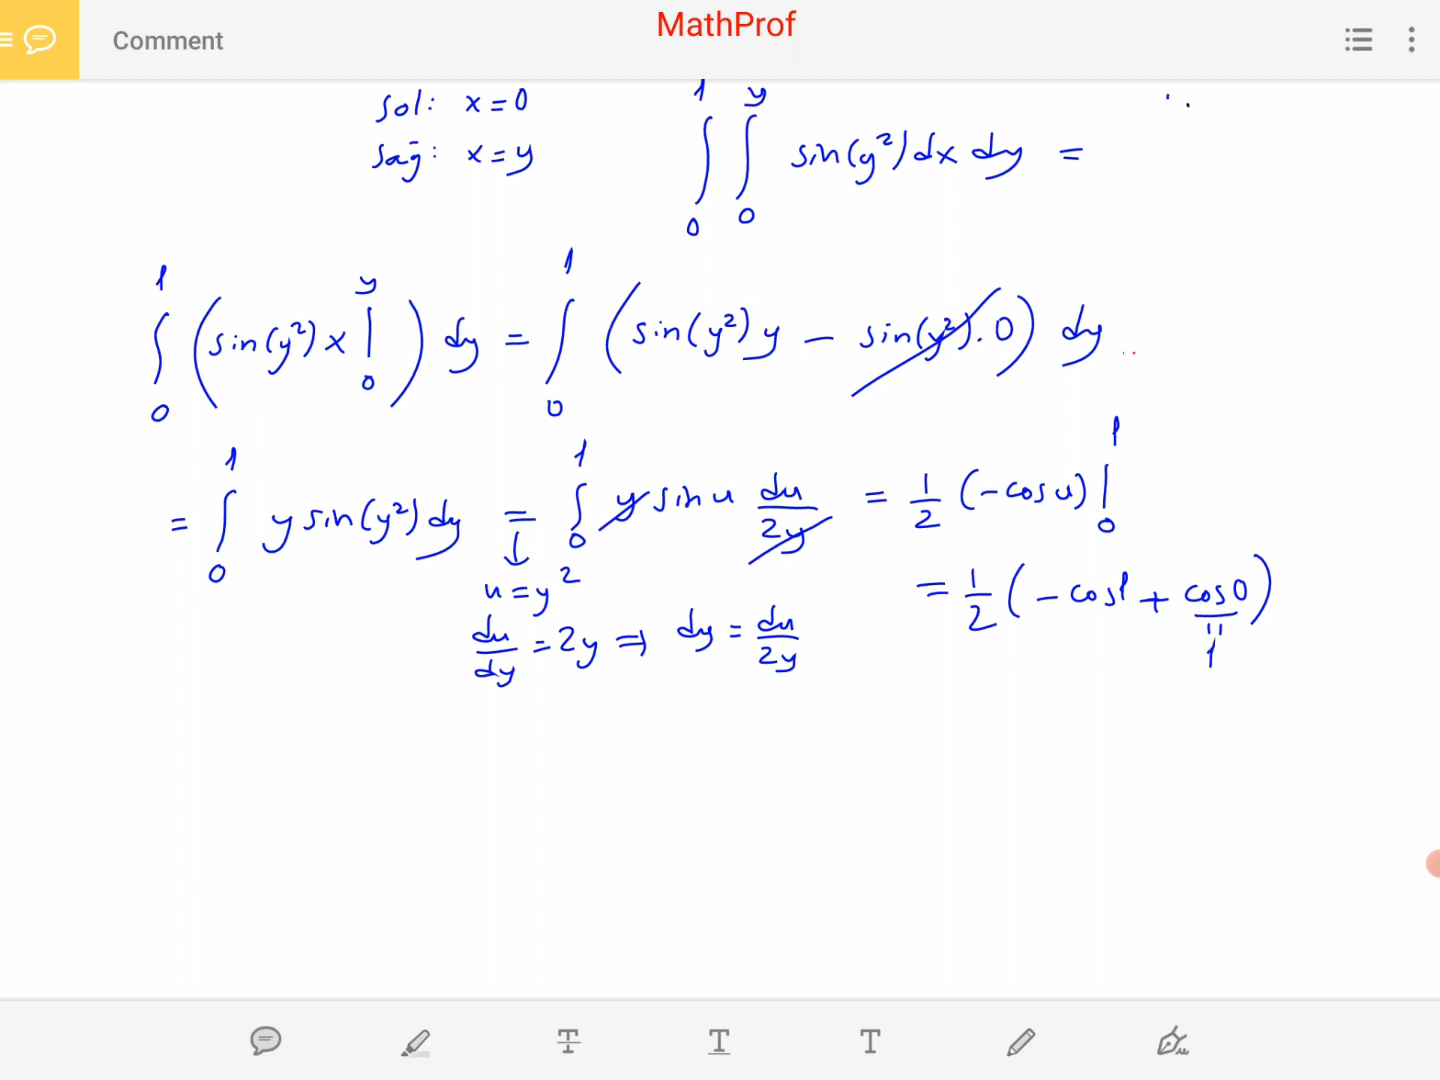 MathProf
Comment
sol: x = 0
sağ: x = y
∫₀¹ ∫₀ʸ sin(y²) dx dy =
∫₀¹ (sin(y²) x |₀ʸ) dy = ∫₀¹ (sin(y²) y − sin(y²).0) dy
= ∫₀¹ y sin(y²) dy = ∫₀¹ y sin u du/2y = 1/2 (−cos u) |₀¹
↓
u = y²
= 1/2 (−cos1 + cos0)
du/dy = 2y ⇒ dy = du/2y
"
1